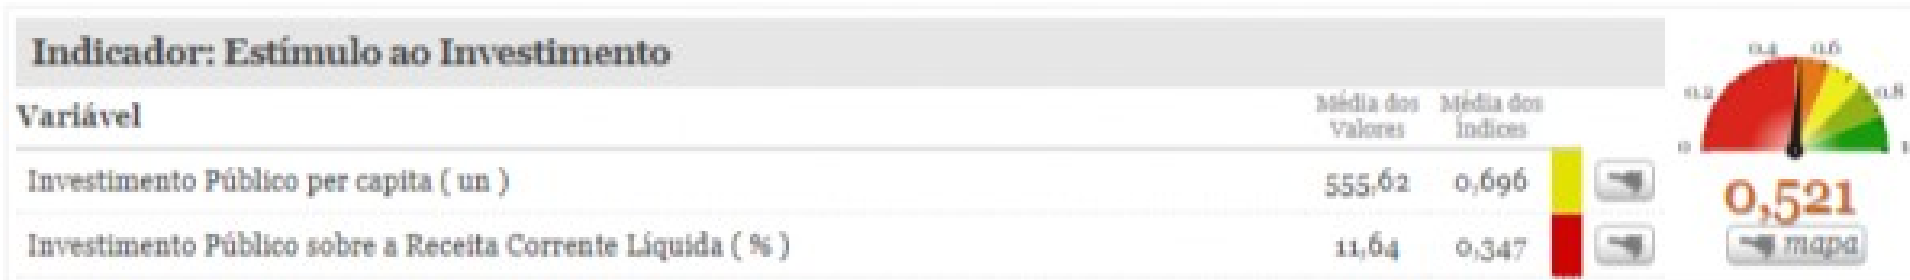 Indicador: Estímulo ao Investimento
Variável
Média dos Valores
Média dos Índices
Investimento Público per capita ( un ) 555,62 0,696
Investimento Público sobre a Receita Corrente Líquida ( % ) 11,64 0,347
0 0.2 0.4 0.6 0.8 1
0,521
mapa